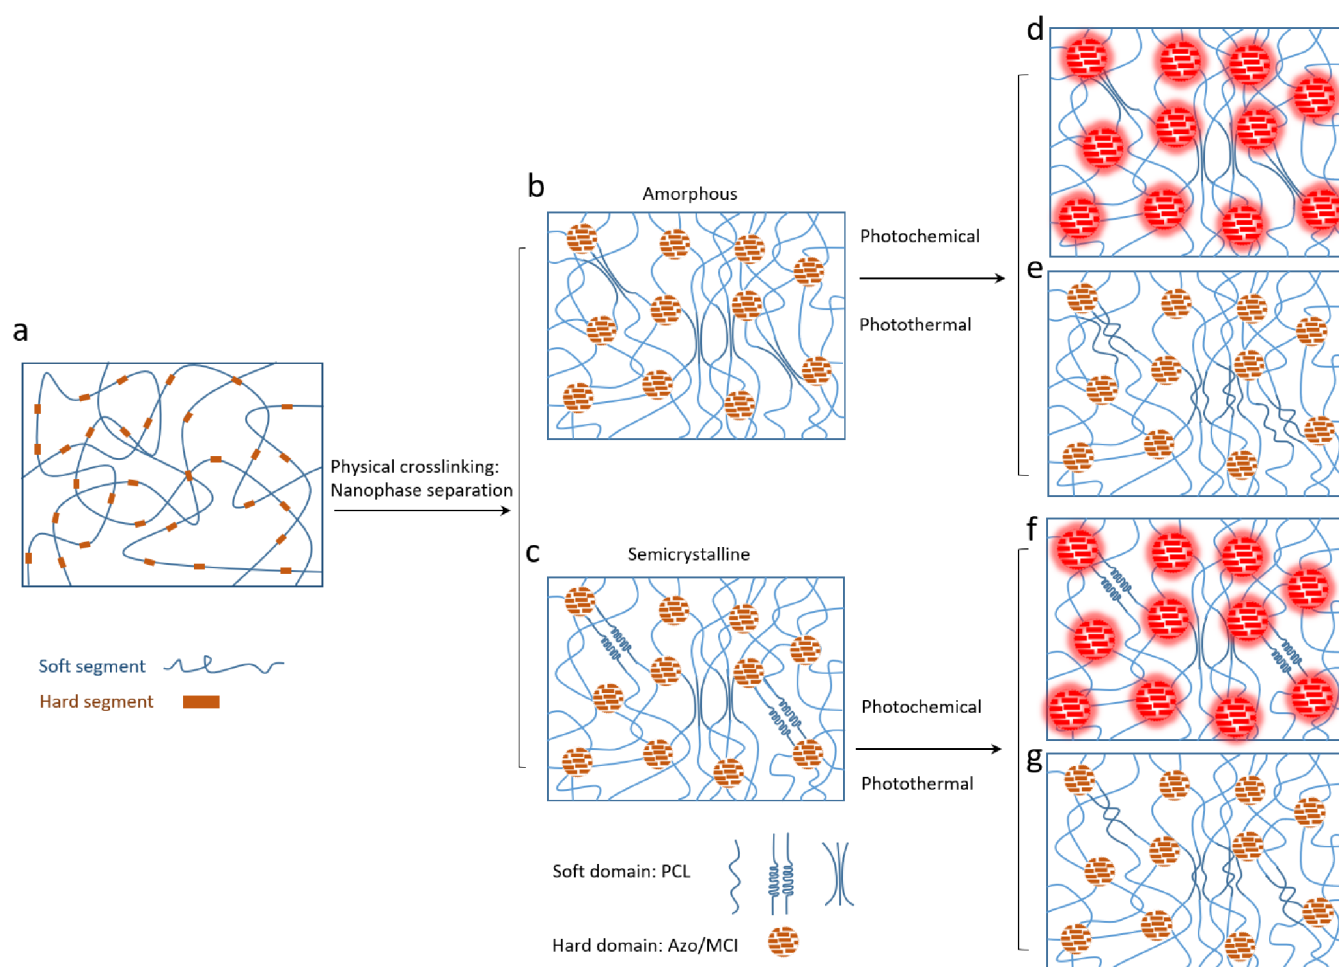 a
Soft segment
Hard segment
Physical crosslinking:
Nanophase separation
b
Amorphous
c
Semicrystalline
Soft domain: PCL
Hard domain: Azo/MCI
Photochemical
Photothermal
Photochemical
Photothermal
d
e
f
g